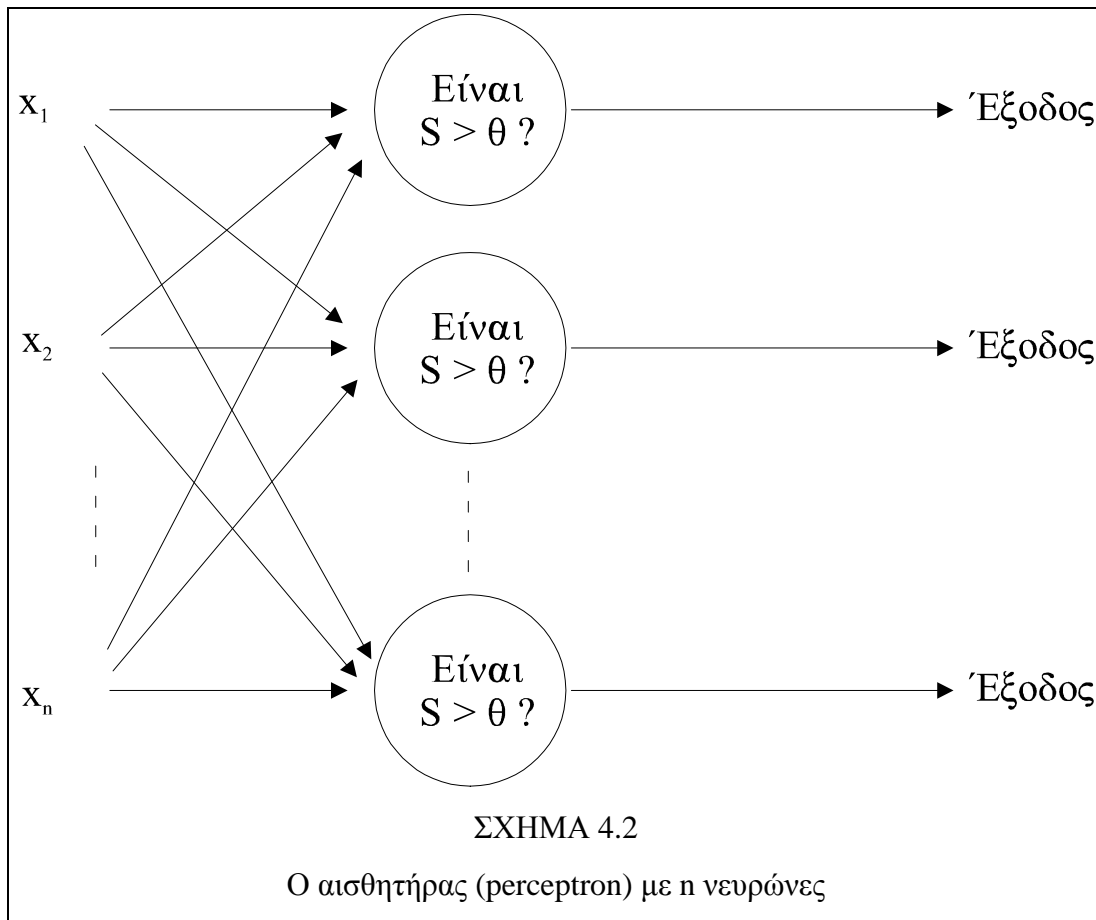 x₁
Είναι
S > θ ?
Έξοδος
x₂
Είναι
S > θ ?
Έξοδος
xₙ
Είναι
S > θ ?
Έξοδος
ΣΧΗΜΑ 4.2
Ο αισθητήρας (perceptron) με n νευρώνες